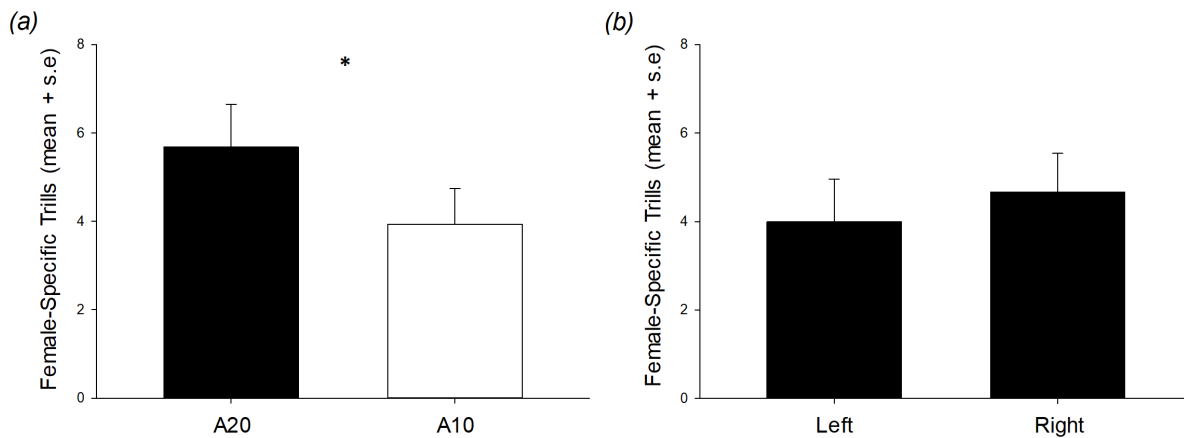 (a)
Female-Specific Trills (mean + s.e)
8
6
4
2
0
*
A20
A10
(b)
Female-Specific Trills (mean + s.e)
8
6
4
2
0
Left
Right